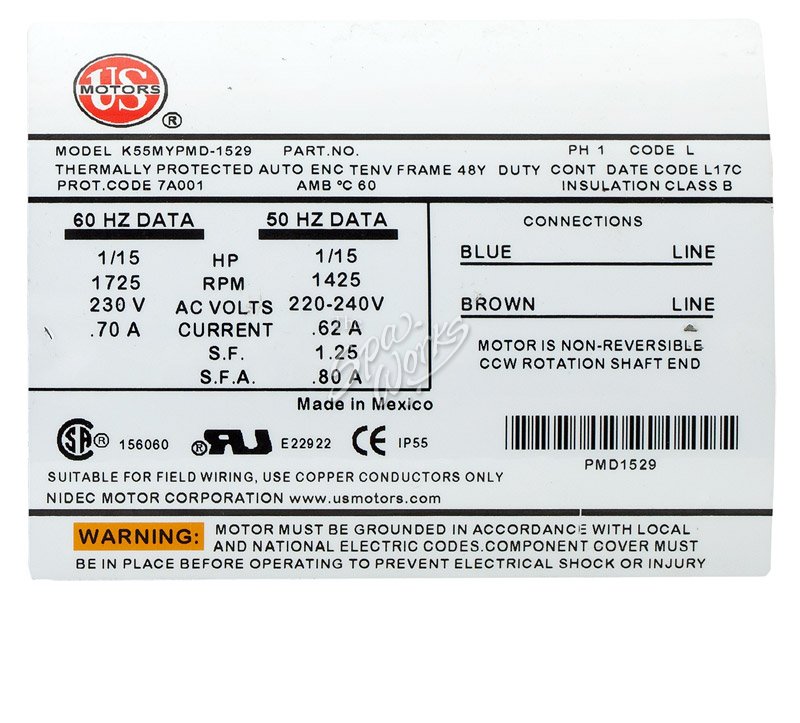 US
MOTORS ®
MODEL K55MYPMD-1529 PART.NO. PH 1 CODE L
THERMALLY PROTECTED AUTO ENC TENV FRAME 48Y DUTY CONT DATE CODE L17C
PROT.CODE 7A001 AMB °C 60 INSULATION CLASS B
60 HZ DATA 50 HZ DATA
1/15 HP 1/15
1725 RPM 1425
230 V AC VOLTS 220-240V
.70 A CURRENT .62 A
S.F. 1.25
S.F.A. .80 A
CONNECTIONS
BLUE LINE
BROWN LINE
MOTOR IS NON-REVERSIBLE
CCW ROTATION SHAFT END
The
Spa
Works
Made in Mexico
SA ® 156060 ® RU E22922 CE IP55
PMD1529
SUITABLE FOR FIELD WIRING, USE COPPER CONDUCTORS ONLY
NIDEC MOTOR CORPORATION www.usmotors.com
WARNING: MOTOR MUST BE GROUNDED IN ACCORDANCE WITH LOCAL
AND NATIONAL ELECTRIC CODES.COMPONENT COVER MUST
BE IN PLACE BEFORE OPERATING TO PREVENT ELECTRICAL SHOCK OR INJURY